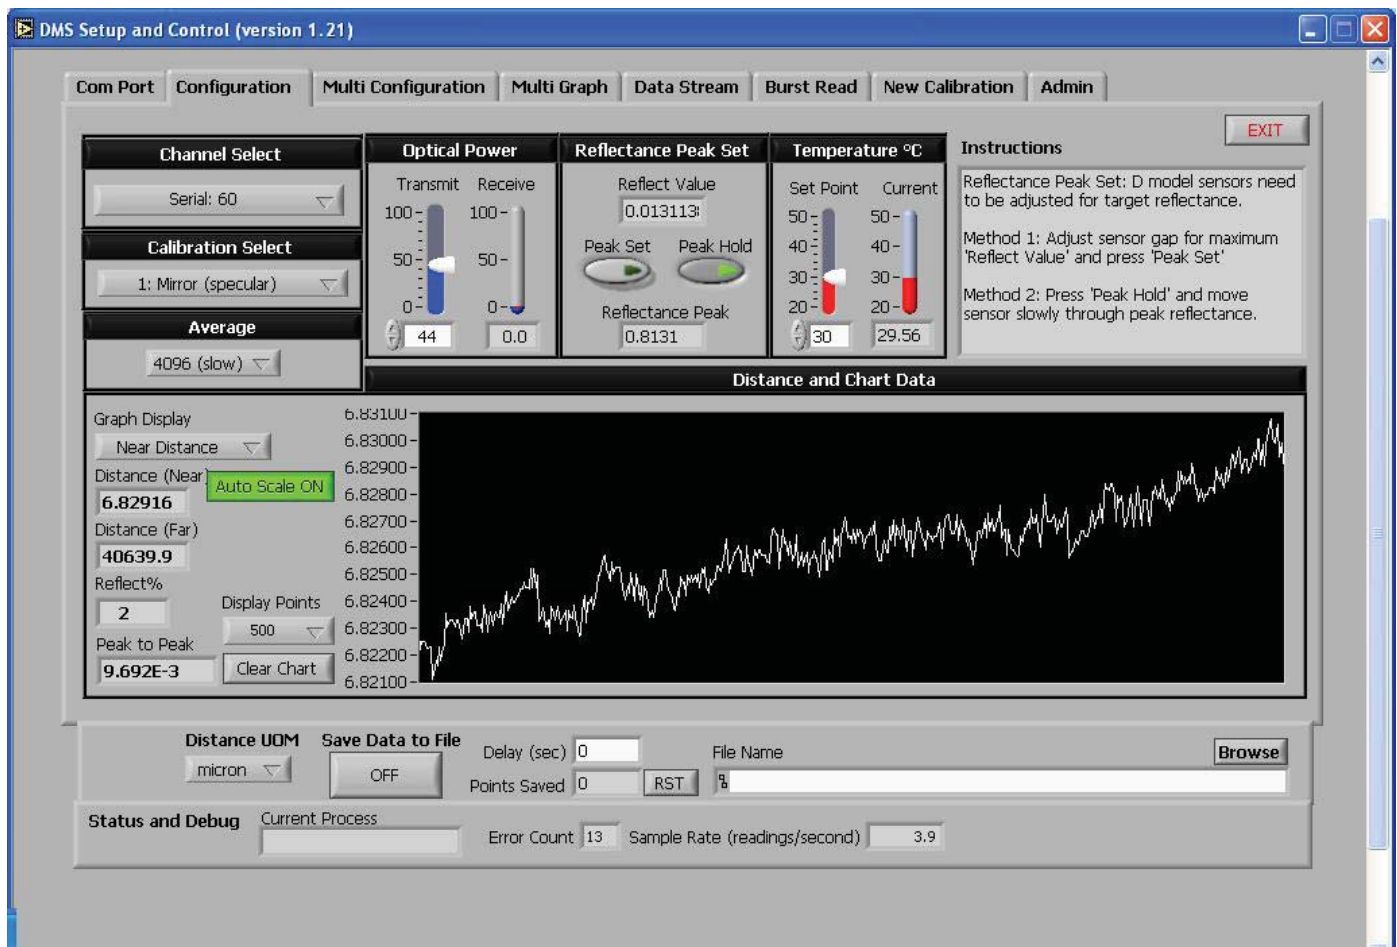 DMS Setup and Control (version 1.21)
Com Port
Configuration
Multi Configuration
Multi Graph
Data Stream
Burst Read
New Calibration
Admin
EXIT
Channel Select
Serial: 60
Calibration Select
1: Mirror (specular)
Average
4096 (slow)
Optical Power
Transmit Receive
100 100
50 50
0 0
44 0.0
Reflectance Peak Set
Reflect Value
0.013113
Peak Set Peak Hold
Reflectance Peak
0.8131
Temperature °C
Set Point Current
50 50
40 40
30 30
20 20
30 29.56
Instructions
Reflectance Peak Set: D model sensors need
to be adjusted for target reflectance.
Method 1: Adjust sensor gap for maximum
'Reflect Value' and press 'Peak Set'
Method 2: Press 'Peak Hold' and move
sensor slowly through peak reflectance.
Distance and Chart Data
Graph Display
Near Distance
Distance (Near)
Auto Scale ON
6.82916
Distance (Far)
40639.9
Reflect%
2
Display Points
500
Peak to Peak
9.692E-3
Clear Chart
6.83100
6.83000
6.82900
6.82800
6.82700
6.82600
6.82500
6.82400
6.82300
6.82200
6.82100
Distance UOM
micron
Save Data to File
OFF
Delay (sec) 0
Points Saved 0 RST
File Name
Browse
Status and Debug
Current Process
Error Count 13
Sample Rate (readings/second) 3.9